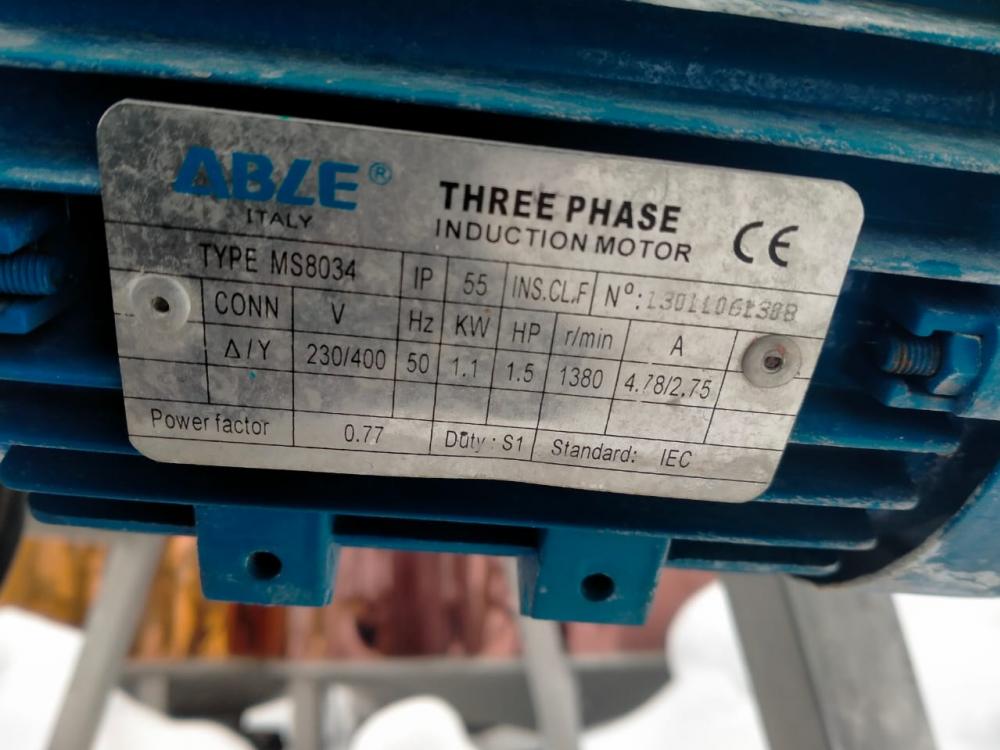 ABLE®
ITALY
THREE PHASE
INDUCTION MOTOR
CE
TYPE MS8034 IP 55 INS.CL.F Nº:
CONN V Hz KW HP r/min A
Δ/Y 230/400 50 1.1 1.5 1380 4.78/2.75
Power factor 0.77 Duty : S1 Standard: IEC